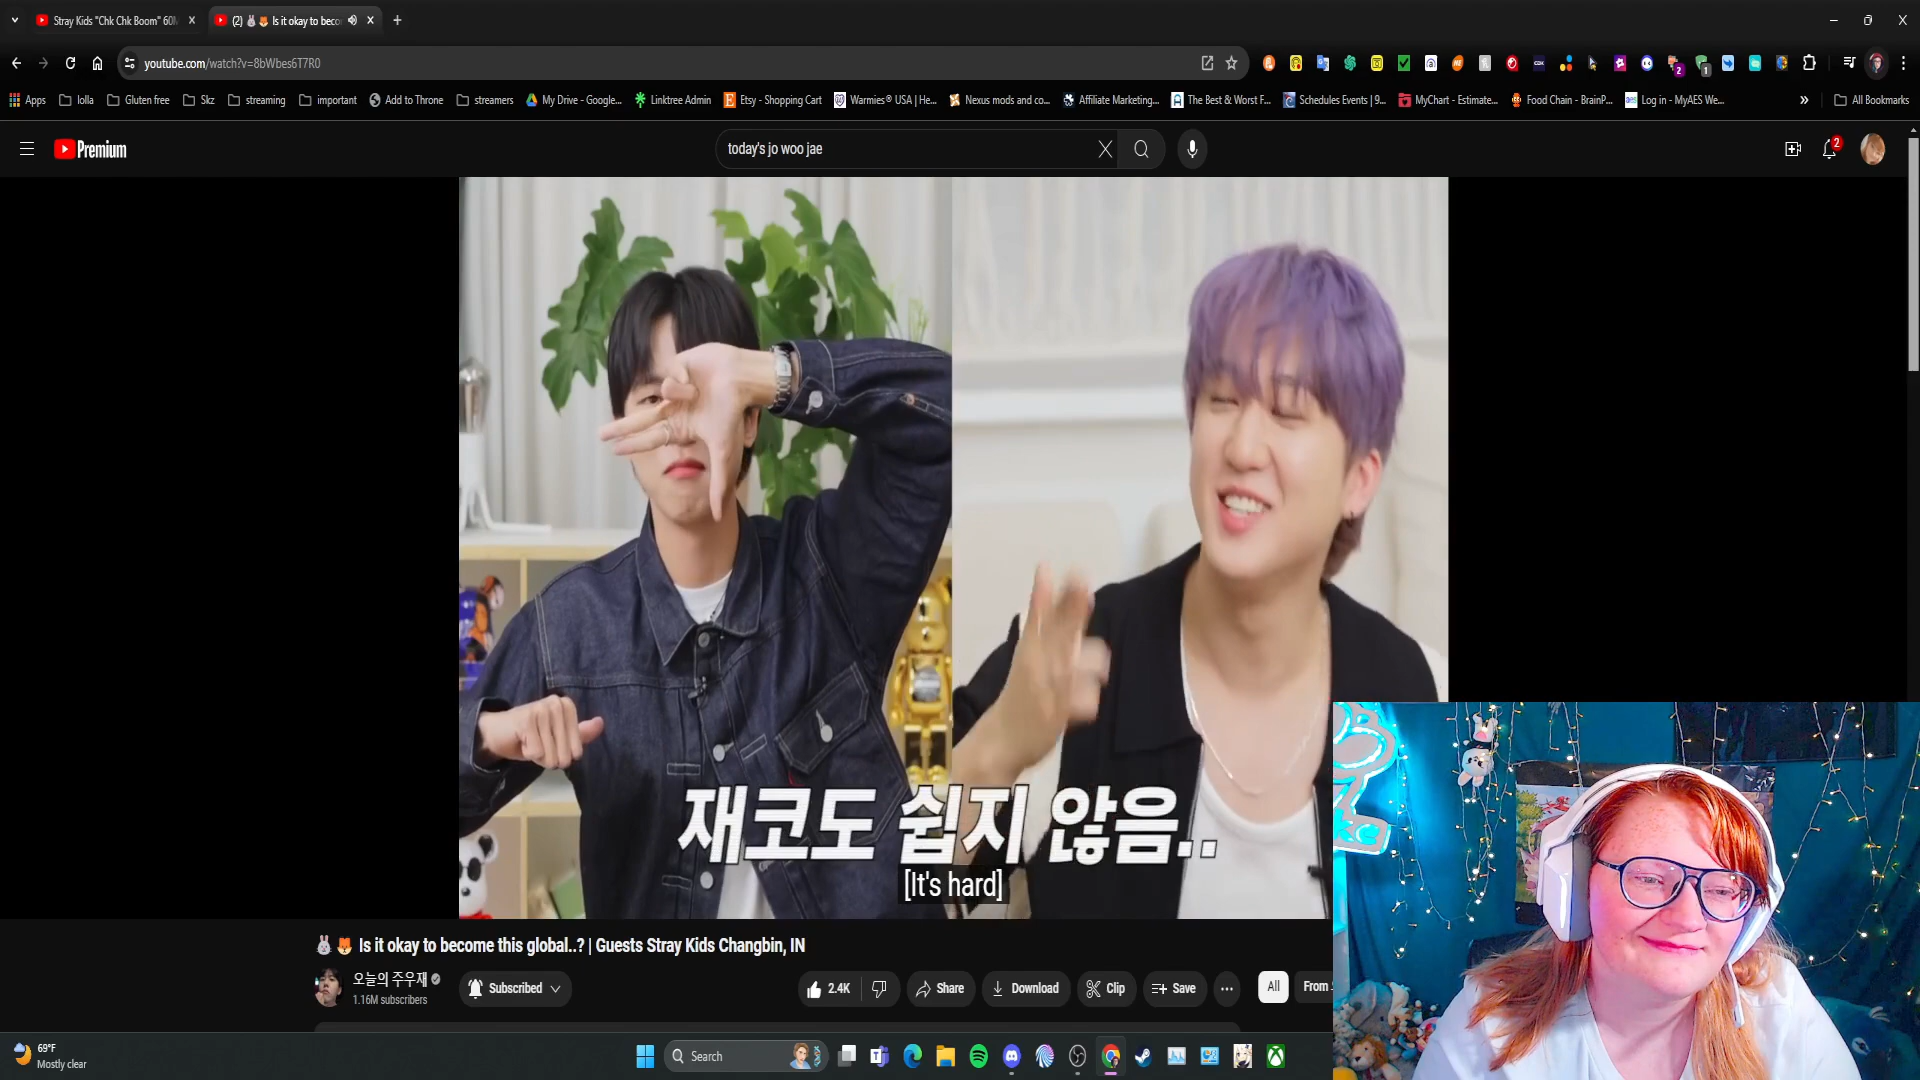 Stray Kids "Chk Chk Boom" 60
(2) 🐰🦊 Is it okay to beco
youtube.com/watch?v=8bWbes6T7R0
Apps
lolla
Gluten free
Skz
streaming
important
Add to Throne
streamers
My Drive - Google...
Linktree Admin
Etsy - Shopping Cart
Warmies® USA | He...
Nexus mods and co...
Affiliate Marketing...
The Best & Worst F...
Schedules Events | 9...
MyChart - Estimate...
Food Chain - BrainP...
Log in - MyAES We...
»
All Bookmarks
Premium
today's jo woo jae
2
재코도 쉽지 않음..
[It's hard]
🐰🦊 Is it okay to become this global..? | Guests Stray Kids Changbin, IN
오늘의 주우재
1.16M subscribers
Subscribed
2.4K
Share
Download
Clip
Save
All
From
69°F
Mostly clear
Search